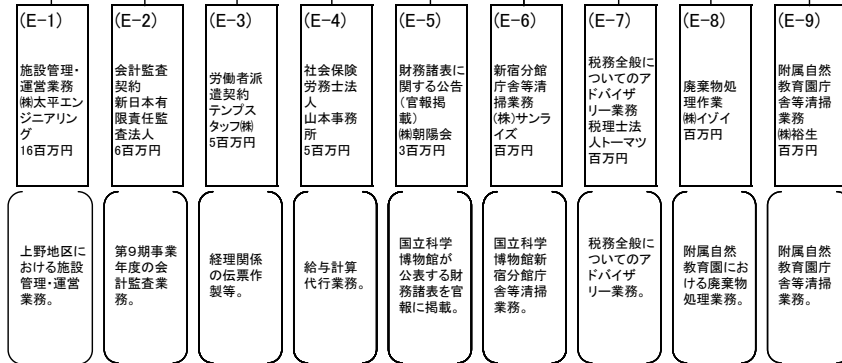 (E-1)
施設管理・
運営業務
㈱太平エン
ジニアリン
グ
16百万円
(E-2)
会計監査
契約
新日本有
限責任監
査法人
6百万円
(E-3)
労働者派
遣契約
テンプス
タッフ㈱
5百万円
(E-4)
社会保険
労務士法
人
山本事務
所
5百万円
(E-5)
財務諸表に
関する公告
(官報掲
載)
㈱朝陽会
3百万円
(E-6)
新宿分館
庁舎等清
掃業務
(株)サンラ
イズ
百万円
(E-7)
税務全般に
ついてのア
ドバイザ
リー業務
税理士法
人トーマツ
百万円
(E-8)
廃棄物処
理作業
㈱イゾイ
百万円
(E-9)
附属自然
教育園庁
舎等清掃
業務
㈱裕生
百万円
上野地区に
おける施設
管理・運営
業務。
第9期事業
年度の会
計監査業
務。
経理関係
の伝票作
製等。
給与計算
代行業務。
国立科学
博物館が
公表する財
務諸表を官
報に掲載。
国立科学
博物館新
宿分館庁
舎等清掃
業務。
税務全般に
ついてのア
ドバイザ
リー業務。
附属自然
教育園にお
ける廃棄物
処理業務。
附属自然
教育園庁
舎等清掃
業務。